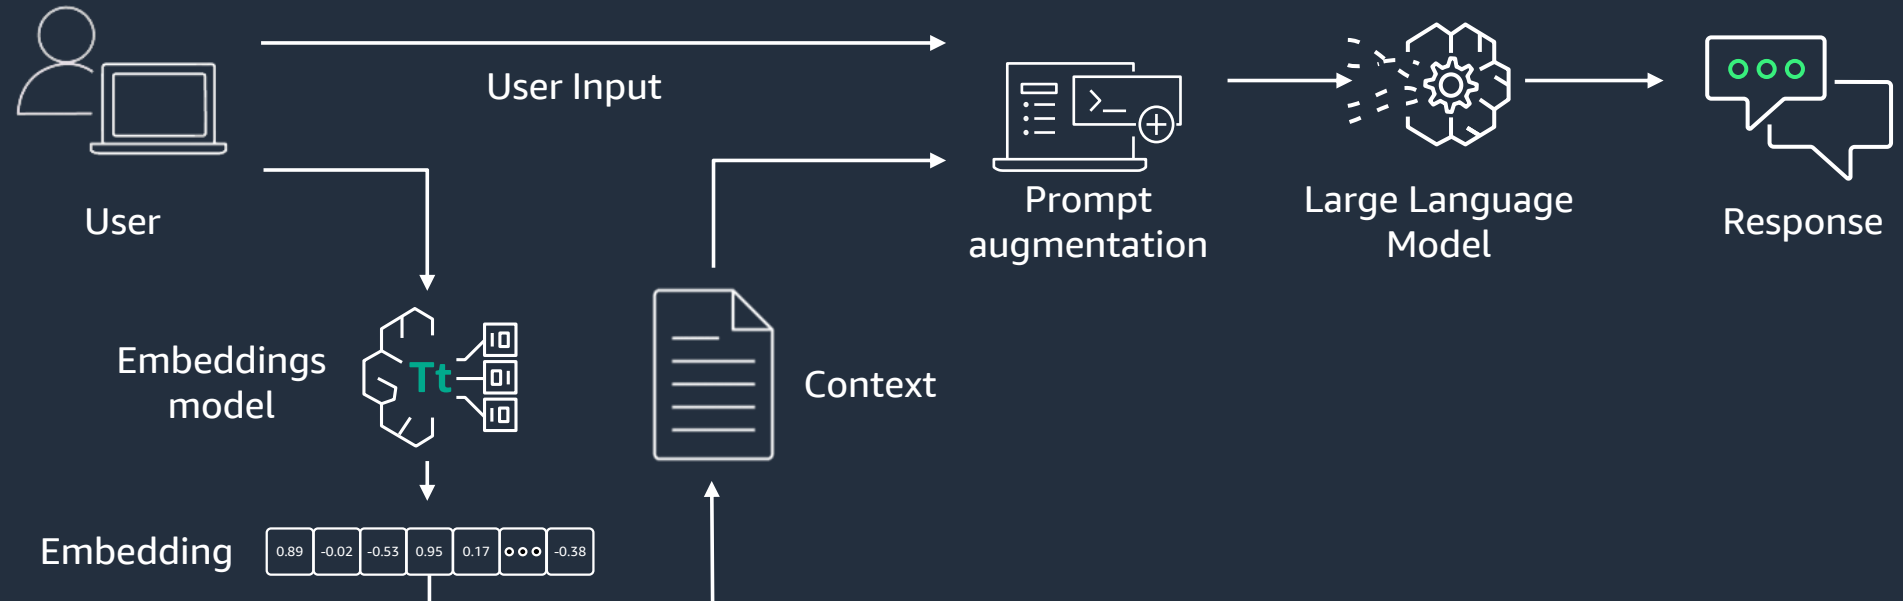 User Input
User
Prompt
augmentation
Large Language
Model
Response
Embeddings
model
Tt
Context
Embedding
0.89 -0.02 -0.53 0.95 0.17 -0.38